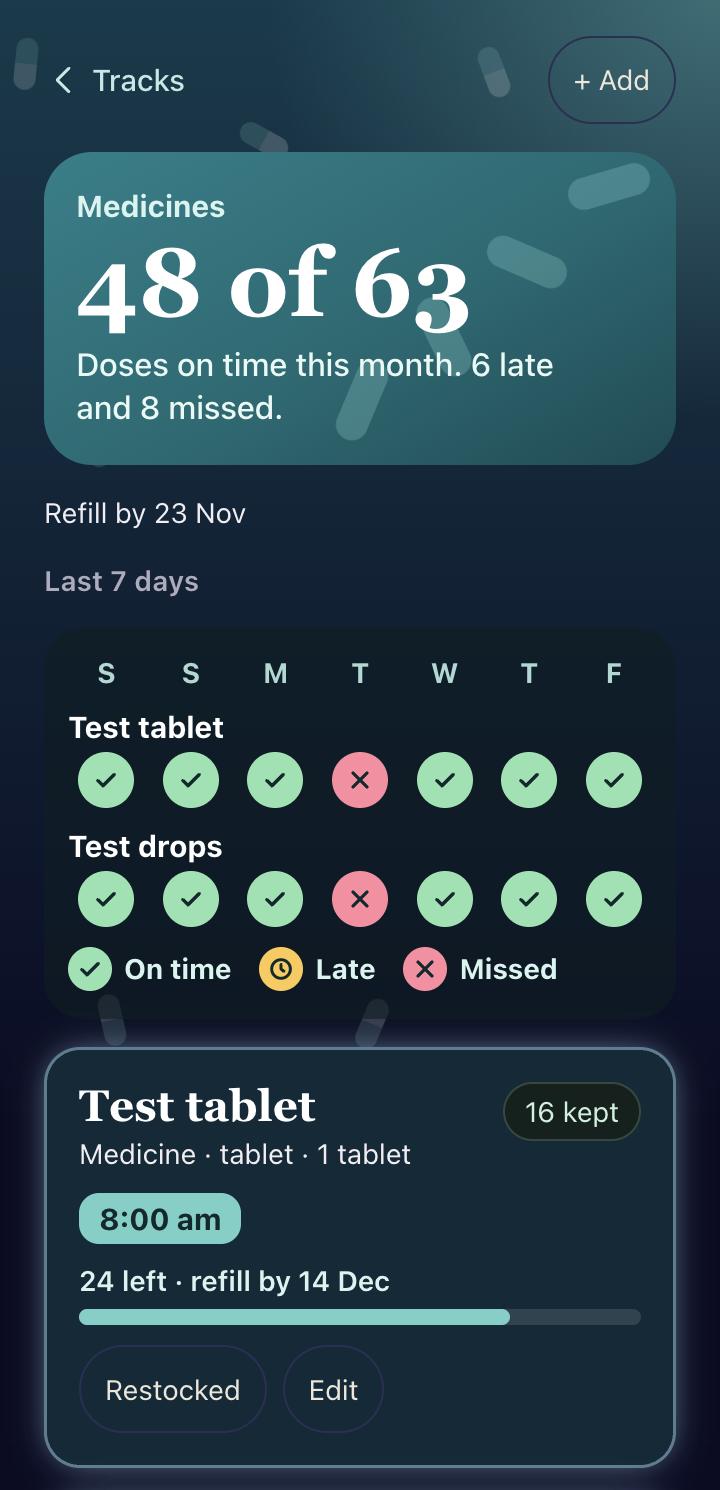 Tracks
+ Add
Medicines
48 of 63
Doses on time this month. 6 late
and 8 missed.
Refill by 23 Nov
Last 7 days
S S M T W T F
Test tablet
Test drops
On time Late Missed
Test tablet
16 kept
Medicine · tablet · 1 tablet
8:00 am
24 left · refill by 14 Dec
Restocked Edit